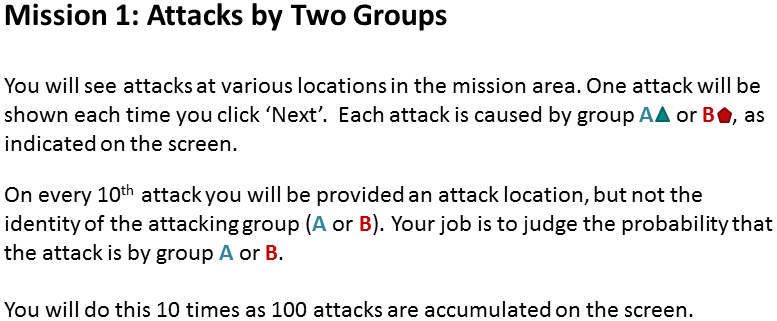 Mission 1: Attacks by Two Groups
You will see attacks at various locations in the mission area. One attack will be
shown each time you click ‘Next’.  Each attack is caused by group A or B, as
indicated on the screen.
On every 10th attack you will be provided an attack location, but not the
identity of the attacking group (A or B). Your job is to judge the probability that
the attack is by group A or B.
You will do this 10 times as 100 attacks are accumulated on the screen.